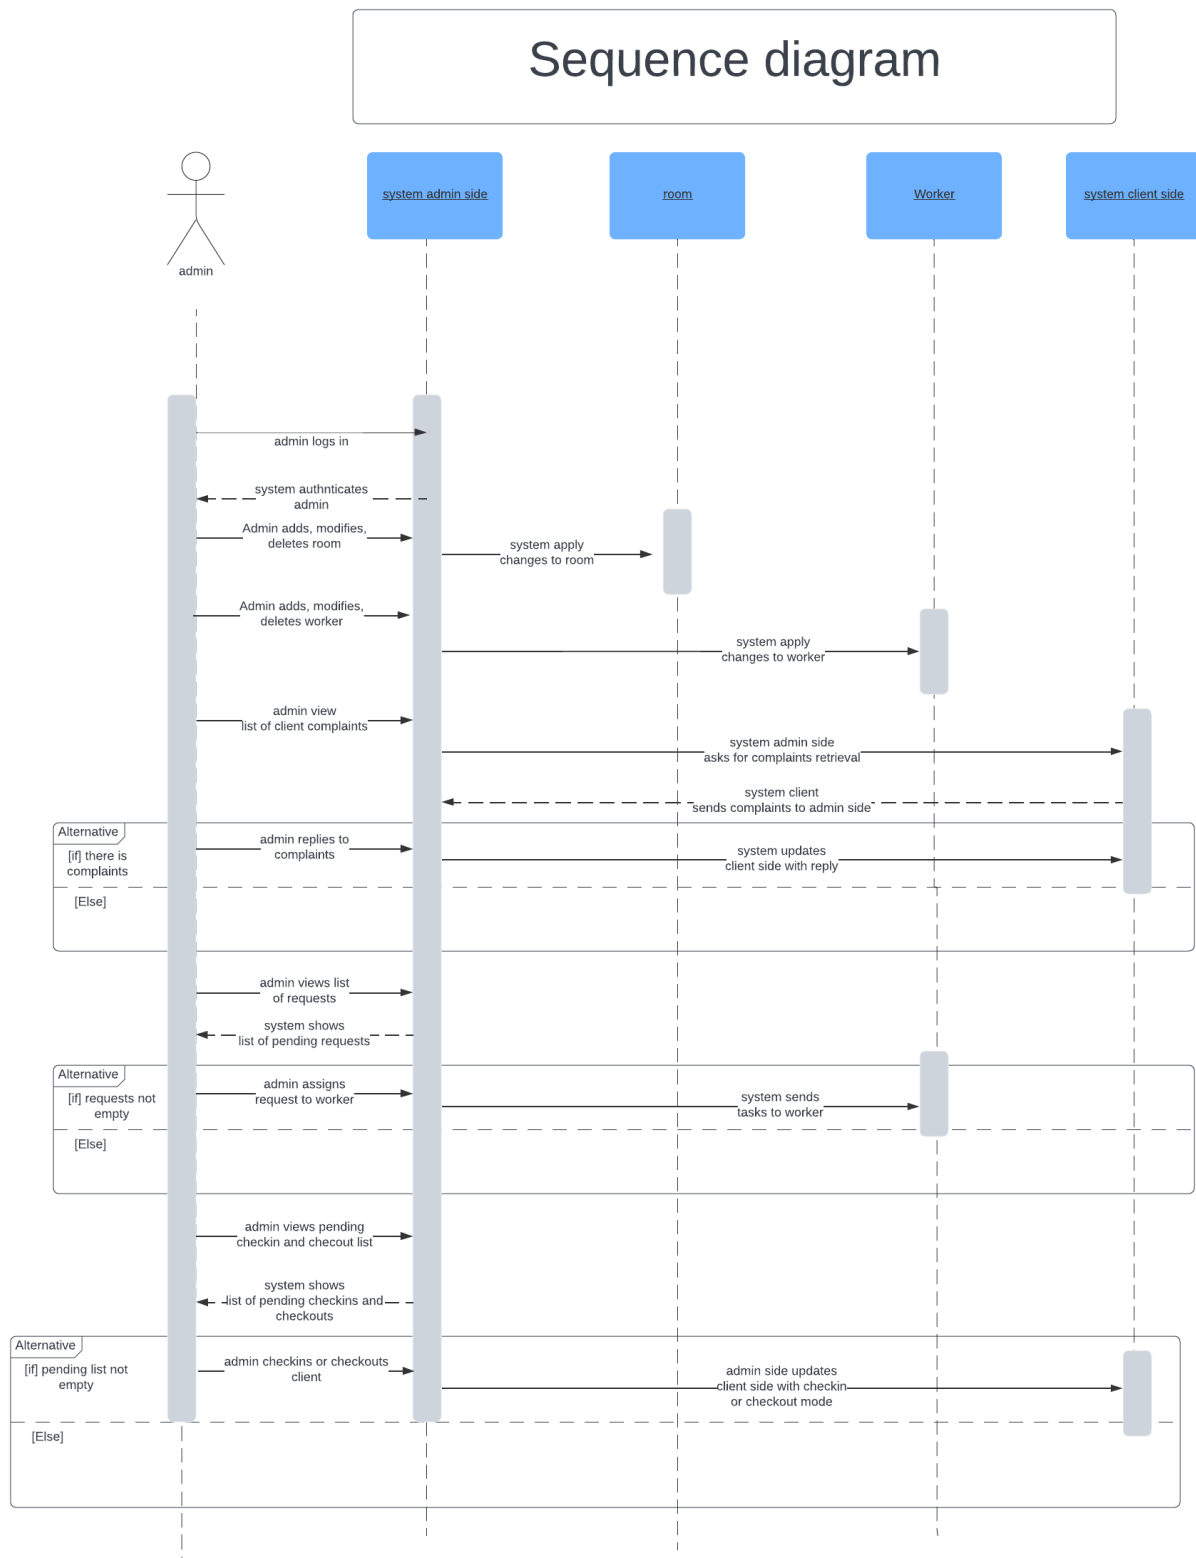 Sequence diagram
system admin side
room
Worker
system client side
admin
admin logs in
system authnticates
admin
Admin adds, modifies,
deletes room
system apply
changes to room
Admin adds, modifies,
deletes worker
system apply
changes to worker
admin view
list of client complaints
system admin side
asks for complaints retrieval
system client
sends complaints to admin side
Alternative
[if] there is
complaints
admin replies to
complaints
system updates
client side with reply
[Else]
admin views list
of requests
system shows
list of pending requests
Alternative
[if] requests not
empty
admin assigns
request to worker
system sends
tasks to worker
[Else]
admin views pending
checkin and checout list
system shows
list of pending checkins and
checkouts
Alternative
[if] pending list not
empty
admin checkins or checkouts
client
admin side updates
client side with checkin
or checkout mode
[Else]